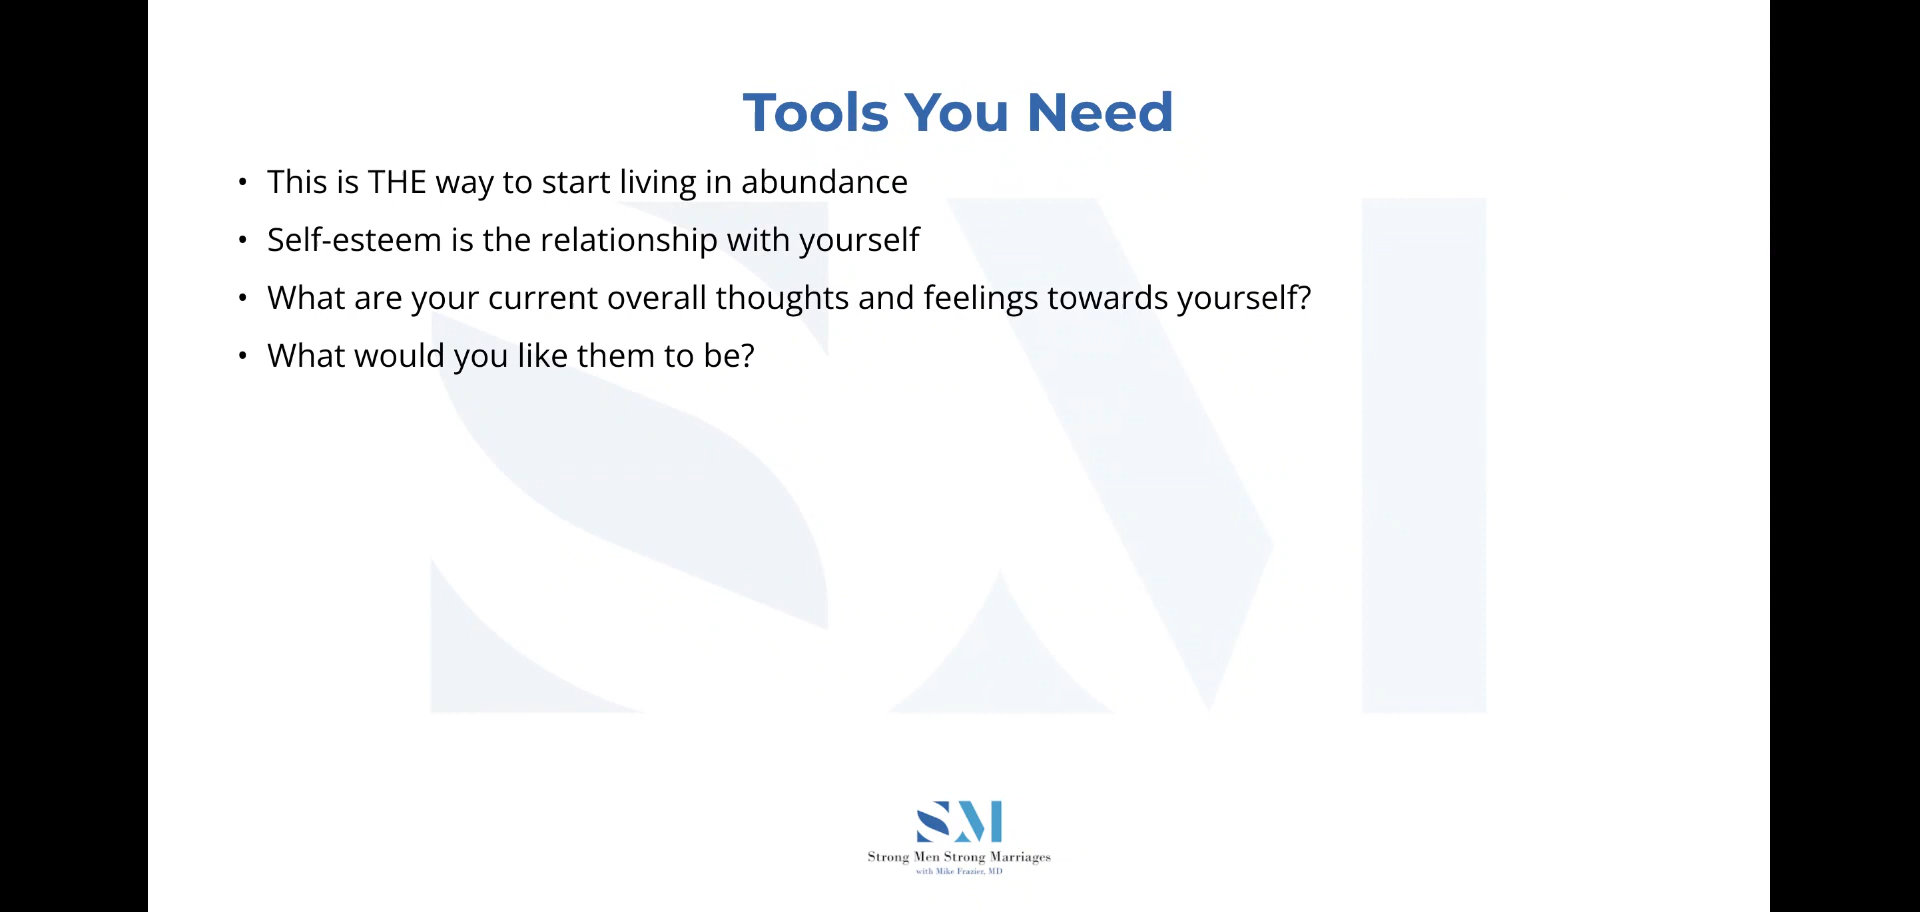 Tools You Need
• This is THE way to start living in abundance
• Self-esteem is the relationship with yourself
• What are your current overall thoughts and feelings towards yourself?
• What would you like them to be?
SM
SM
Strong Men Strong Marriages
with Mike Frazier, MD